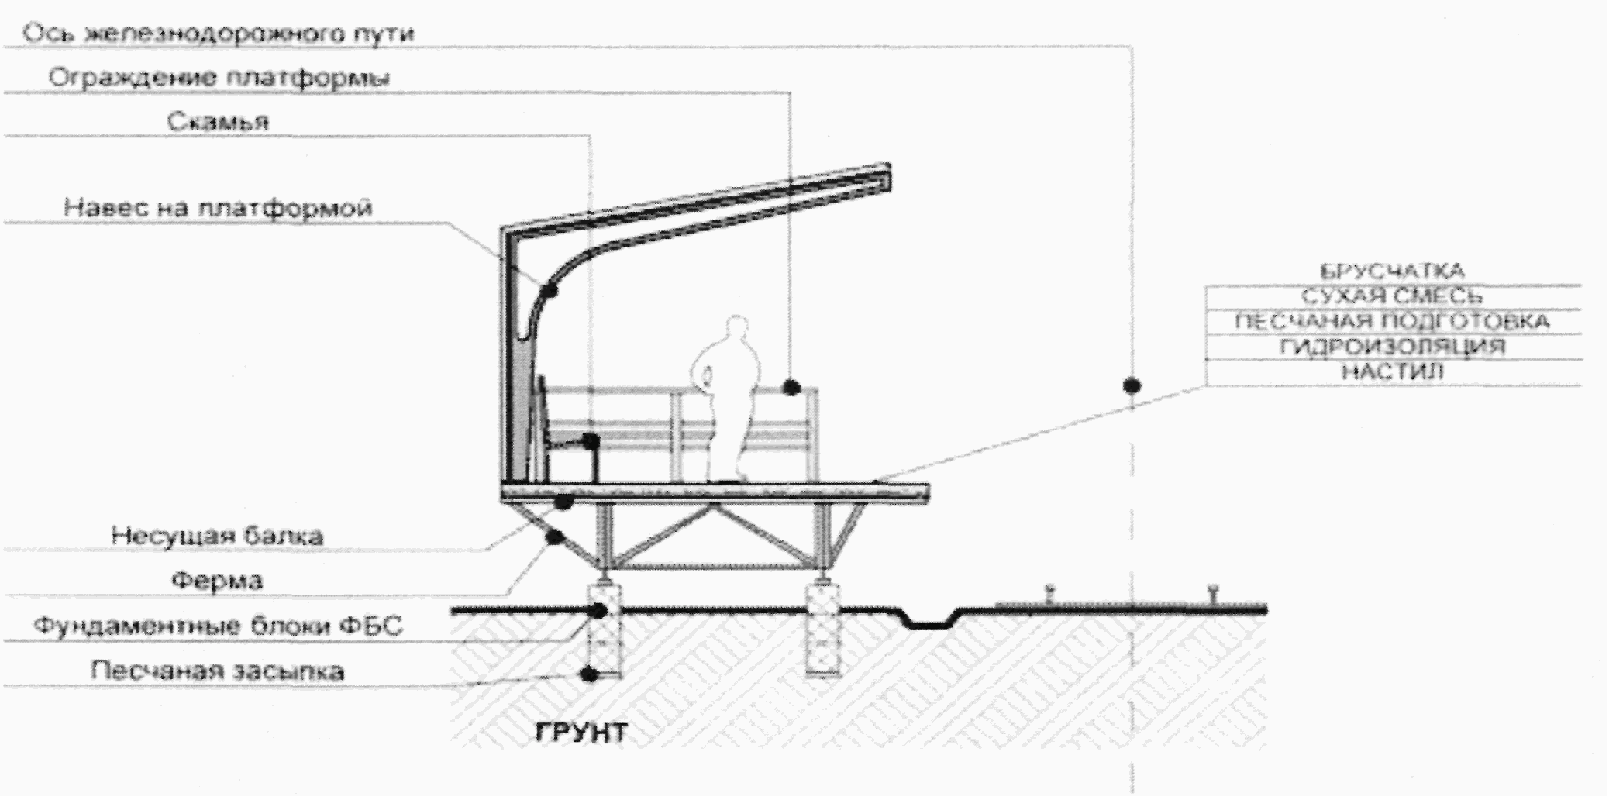 Ось железнодорожного пути
Ограждение платформы
Скамья
Навес на платформой
БРУСЧАТКА
СУХАЯ СМЕСЬ
ПЕСЧАНАЯ ПОДГОТОВКА
ГИДРОИЗОЛЯЦИЯ
НАСТИЛ
Несущая балка
Ферма
Фундаментные блоки ФБС
Песчаная засыпка
ГРУНТ